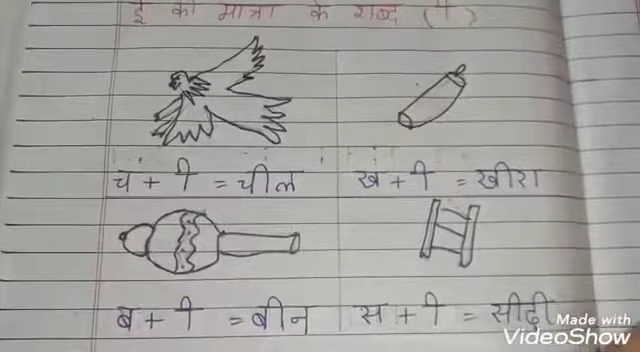 ई की मात्रा के शब्द (ी)
च + ी = चील
ख + ी = खीरा
ब + ी = बीन
स + ी = सीढी
Made with
VideoShow